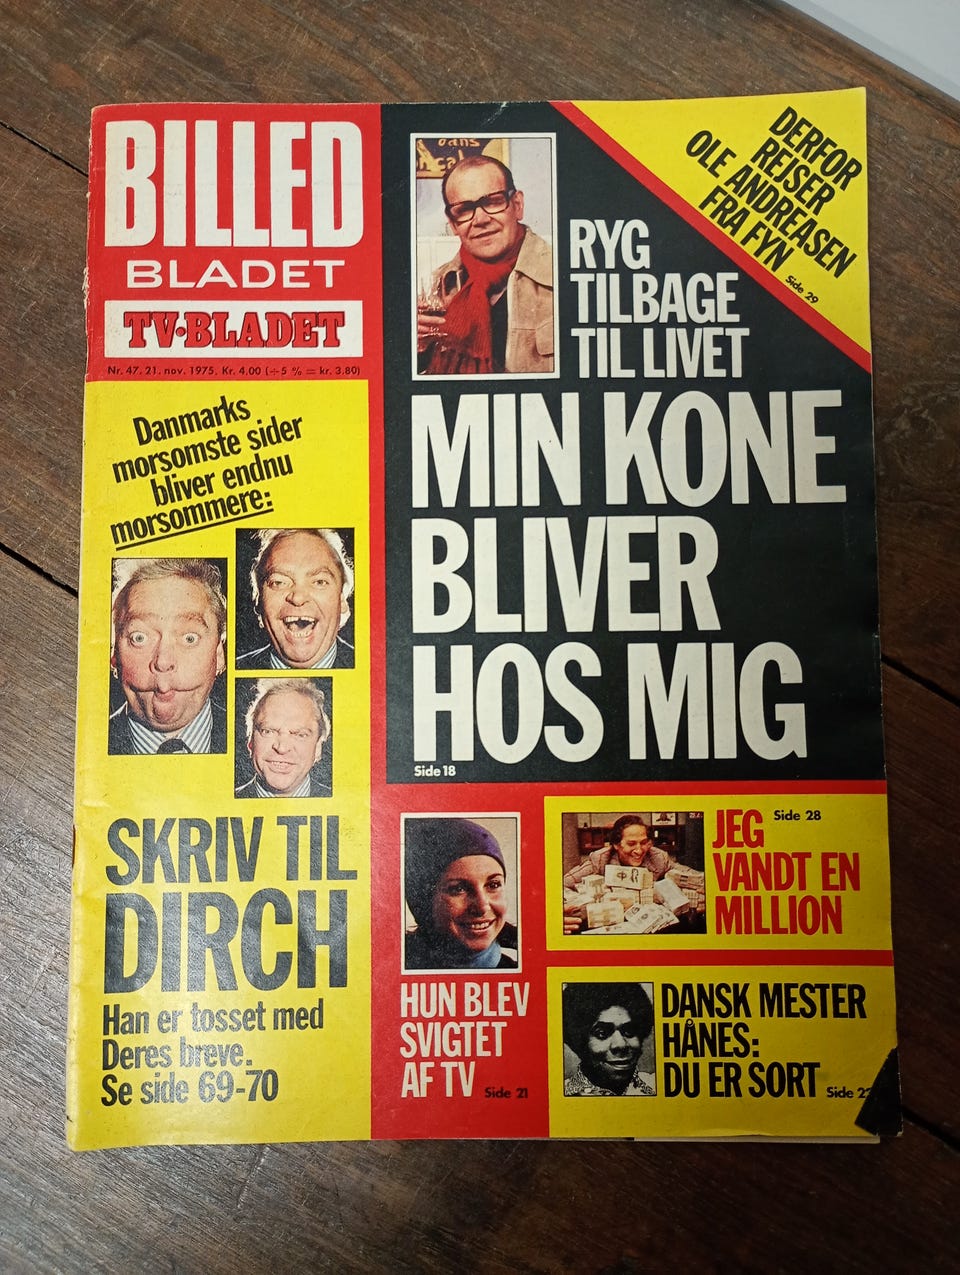 BILLED
BLADET
TV·BLADET
Nr. 47. 21. nov. 1975. Kr. 4,00 (÷5 % = kr. 3.80)
DERFOR
REJSER
OLE ANDREASEN
FRA FYN
Side 29
RYG
TILBAGE
TIL LIVET
MIN KONE
BLIVER
HOS MIG
Side 18
Danmarks
morsomste sider
bliver endnu
morsommere:
SKRIV TIL
DIRCH
Han er tosset med
Deres breve.
Se side 69-70
HUN BLEV
SVIGTET
AF TV
Side 21
JEG
Side 28
VANDT EN
MILLION
DANSK MESTER
HÅNES:
DU ER SORT
Side